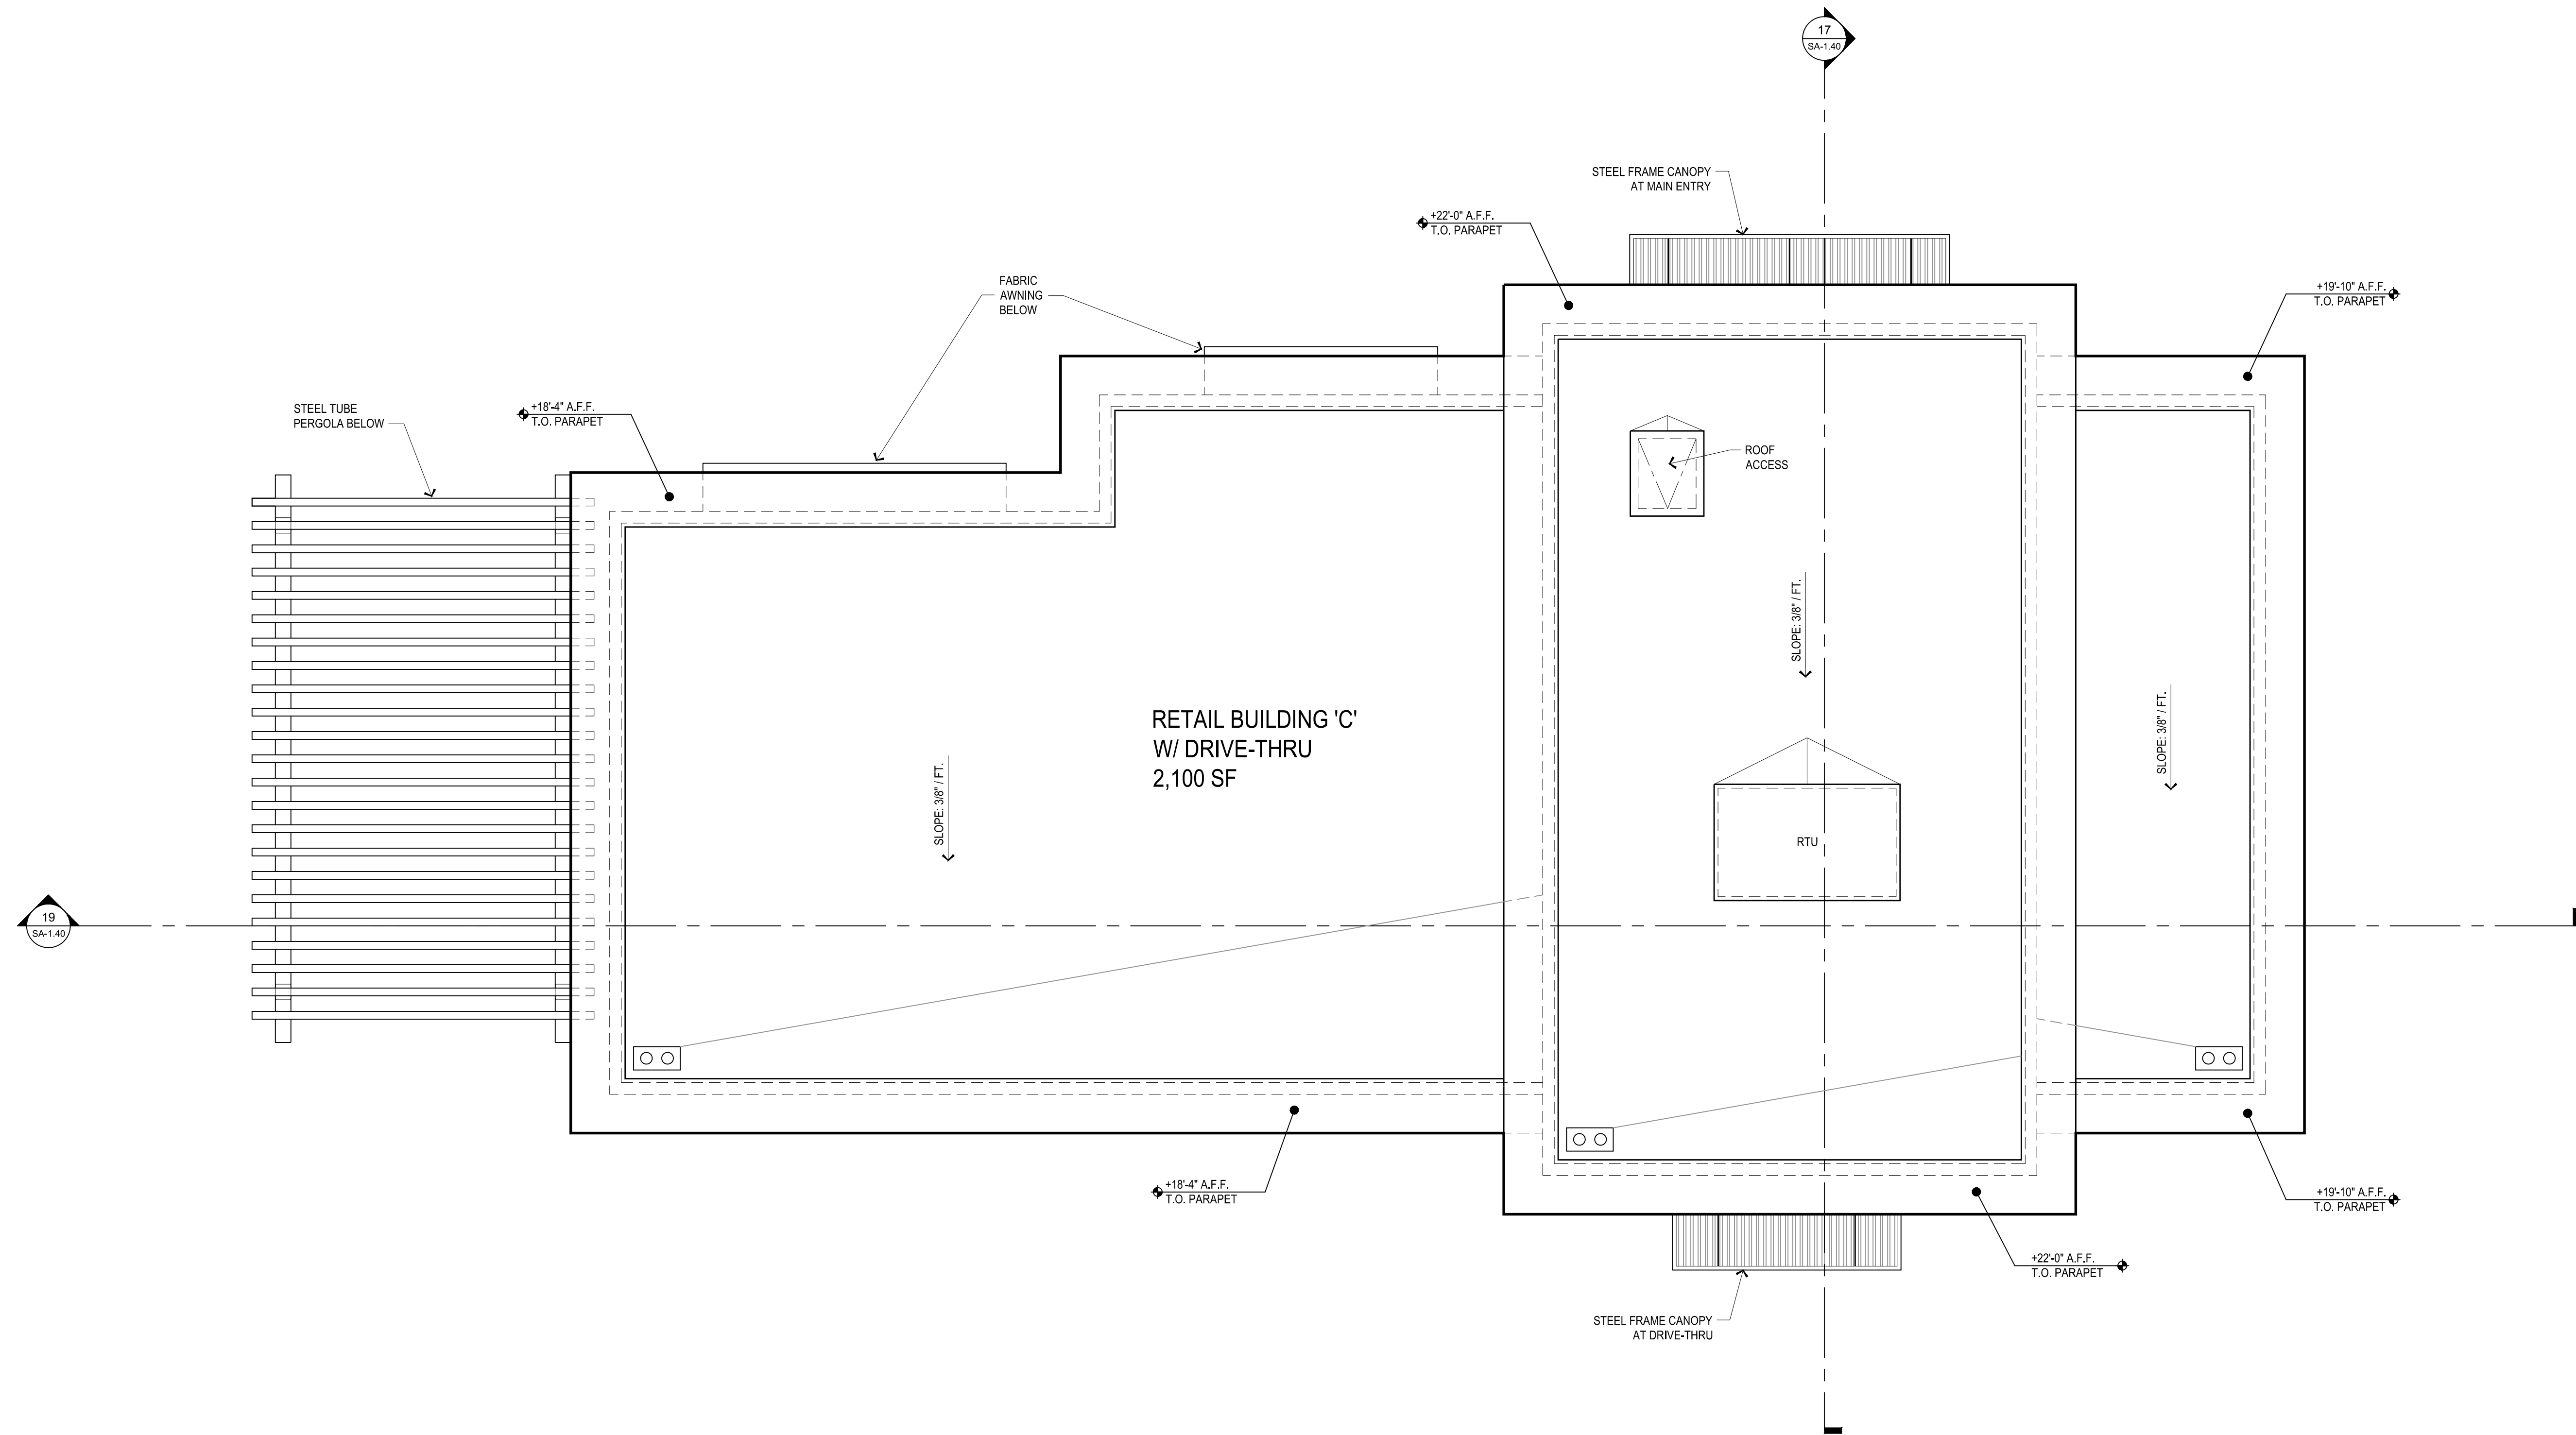 17
SA-1.40
STEEL FRAME CANOPY
AT MAIN ENTRY
+22'-0" A.F.F.
T.O. PARAPET
FABRIC
AWNING
BELOW
+19'-10" A.F.F.
T.O. PARAPET
STEEL TUBE
PERGOLA BELOW
+18'-4" A.F.F.
T.O. PARAPET
ROOF
ACCESS
SLOPE: 3/8" / FT.
RETAIL BUILDING 'C'
W/ DRIVE-THRU
2,100 SF
SLOPE: 3/8" / FT.
SLOPE: 3/8" / FT.
RTU
19
SA-1.40
+18'-4" A.F.F.
T.O. PARAPET
+19'-10" A.F.F.
T.O. PARAPET
+22'-0" A.F.F.
T.O. PARAPET
STEEL FRAME CANOPY
AT DRIVE-THRU